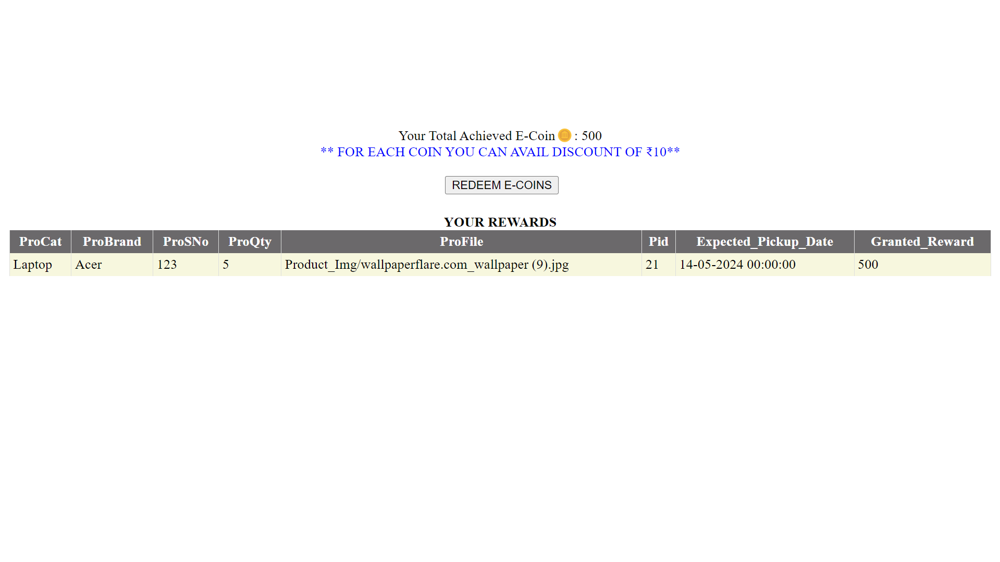 Your Total Achieved E-Coin : 500
** FOR EACH COIN YOU CAN AVAIL DISCOUNT OF ₹10**
REDEEM E-COINS
YOUR REWARDS
ProCat ProBrand ProSNo ProQty ProFile Pid Expected_Pickup_Date Granted_Reward
Laptop Acer 123 5 Product_Img/wallpaperflare.com_wallpaper (9).jpg 21 14-05-2024 00:00:00 500